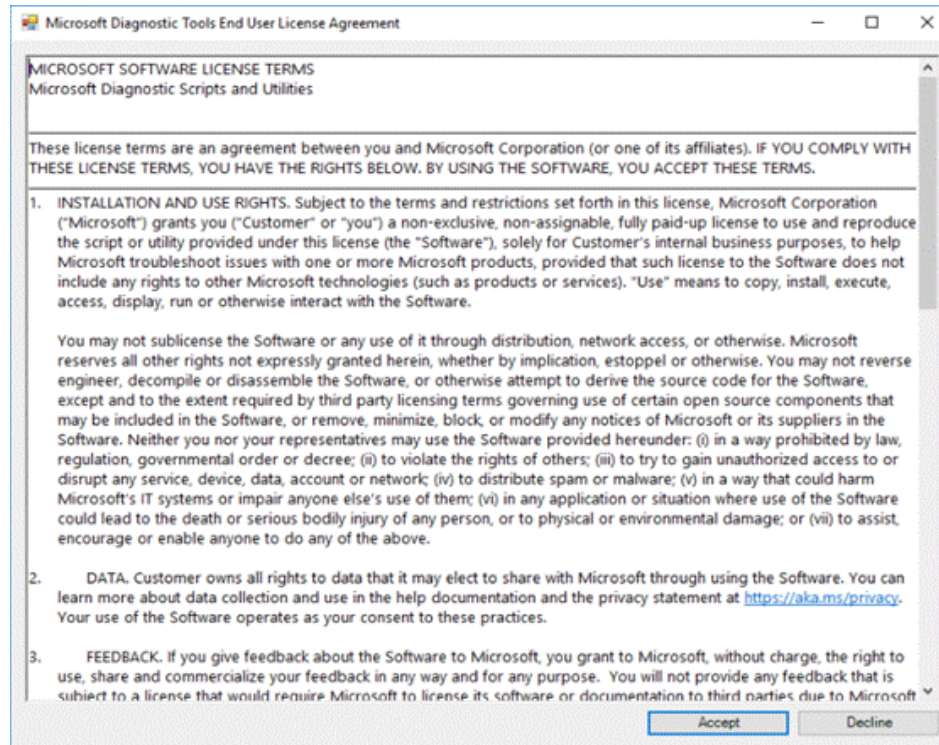 Microsoft Diagnostic Tools End User License Agreement
MICROSOFT SOFTWARE LICENSE TERMS
Microsoft Diagnostic Scripts and Utilities
These license terms are an agreement between you and Microsoft Corporation (or one of its affiliates). IF YOU COMPLY WITH
THESE LICENSE TERMS, YOU HAVE THE RIGHTS BELOW. BY USING THE SOFTWARE, YOU ACCEPT THESE TERMS.
1. INSTALLATION AND USE RIGHTS. Subject to the terms and restrictions set forth in this license, Microsoft Corporation
("Microsoft") grants you ("Customer" or "you") a non-exclusive, non-assignable, fully paid-up license to use and reproduce
the script or utility provided under this license (the "Software"), solely for Customer's internal business purposes, to help
Microsoft troubleshoot issues with one or more Microsoft products, provided that such license to the Software does not
include any rights to other Microsoft technologies (such as products or services). "Use" means to copy, install, execute,
access, display, run or otherwise interact with the Software.
You may not sublicense the Software or any use of it through distribution, network access, or otherwise. Microsoft
reserves all other rights not expressly granted herein, whether by implication, estoppel or otherwise. You may not reverse
engineer, decompile or disassemble the Software, or otherwise attempt to derive the source code for the Software,
except and to the extent required by third party licensing terms governing use of certain open source components that
may be included in the Software, or remove, minimize, block, or modify any notices of Microsoft or its suppliers in the
Software. Neither you nor your representatives may use the Software provided hereunder: (i) in a way prohibited by law,
regulation, governmental order or decree; (ii) to violate the rights of others; (iii) to try to gain unauthorized access to or
disrupt any service, device, data, account or network; (iv) to distribute spam or malware; (v) in a way that could harm
Microsoft's IT systems or impair anyone else's use of them; (vi) in any application or situation where use of the Software
could lead to the death or serious bodily injury of any person, or to physical or environmental damage; or (vii) to assist,
encourage or enable anyone to do any of the above.
2. DATA. Customer owns all rights to data that it may elect to share with Microsoft through using the Software. You can
learn more about data collection and use in the help documentation and the privacy statement at https://aka.ms/privacy.
Your use of the Software operates as your consent to these practices.
3. FEEDBACK. If you give feedback about the Software to Microsoft, you grant to Microsoft, without charge, the right to
use, share and commercialize your feedback in any way and for any purpose. You will not provide any feedback that is
subject to a license that would require Microsoft to license its software or documentation to third parties due to Microsoft
Accept
Decline